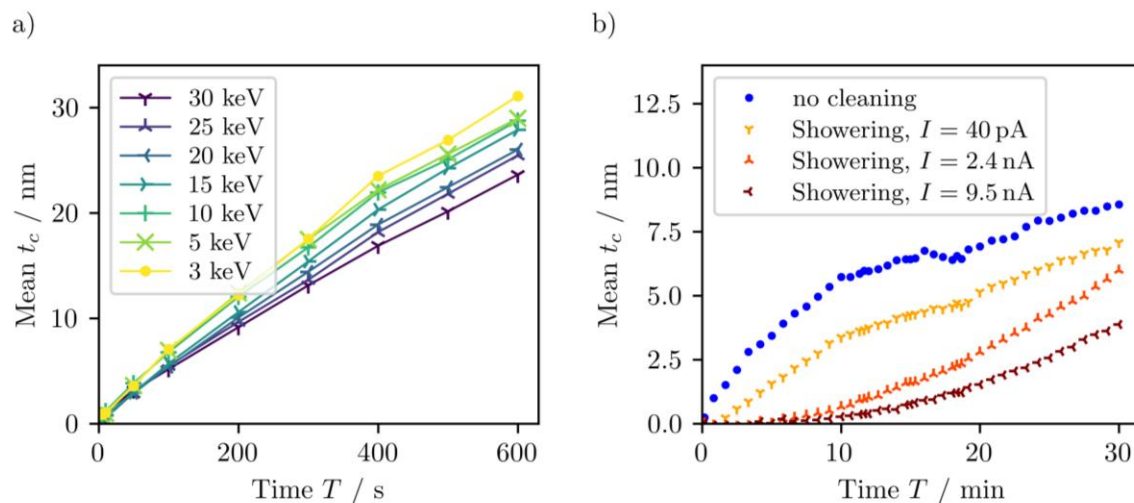 a)
Mean t_c / nm
30
20
10
0
30 keV
25 keV
20 keV
15 keV
10 keV
5 keV
3 keV
0 200 400 600
Time T / s
b)
Mean t_c / nm
12.5
10.0
7.5
5.0
2.5
0.0
no cleaning
Showering, I = 40 pA
Showering, I = 2.4 nA
Showering, I = 9.5 nA
0 10 20 30
Time T / min